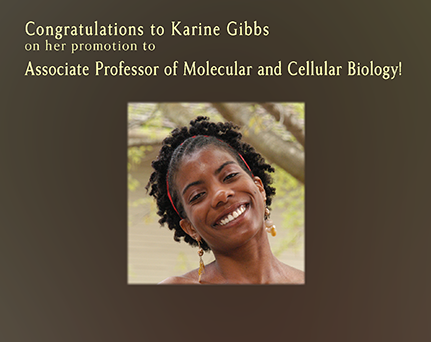 Congratulations to Karine Gibbs
on her promotion to
Associate Professor of Molecular and Cellular Biology!